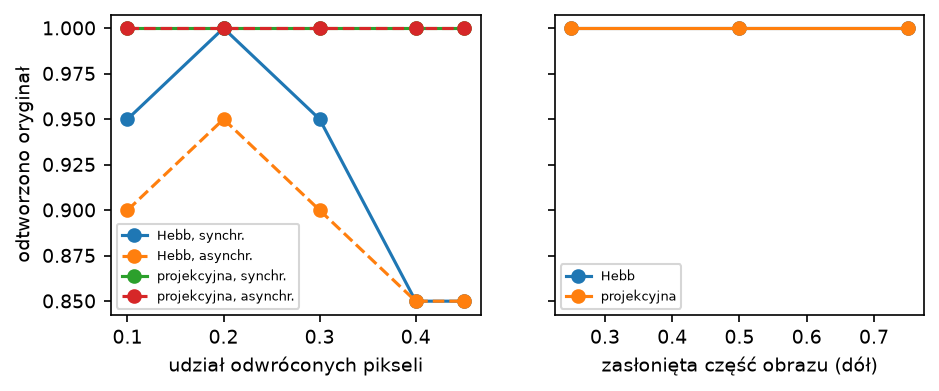 1.000
0.975
0.950
0.925
0.900
0.875
0.850
odtworzono oryginał
Hebb, synchr.
Hebb, asynchr.
projekcyjna, synchr.
projekcyjna, asynchr.
0.1 0.2 0.3 0.4
udział odwróconych pikseli
Hebb
projekcyjna
0.3 0.4 0.5 0.6 0.7
zasłonięta część obrazu (dół)